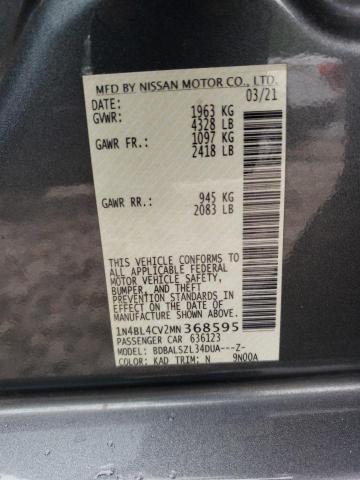 MFD BY NISSAN MOTOR CO., LTD.
DATE: 03/21
GVWR: 1963 KG
4328 LB
GAWR FR.: 1097 KG
2418 LB
GAWR RR.: 945 KG
2083 LB
THIS VEHICLE CONFORMS TO
ALL APPLICABLE FEDERAL
MOTOR VEHICLE SAFETY,
BUMPER, AND THEFT
PREVENTION STANDARDS IN
EFFECT ON THE DATE OF
MANUFACTURE SHOWN ABOVE.
1N4BL4CV2MN368595
PASSENGER CAR 636123
MODEL: BDBALSZL34DUA---Z-
COLOR: KAD TRIM: N 9N00A